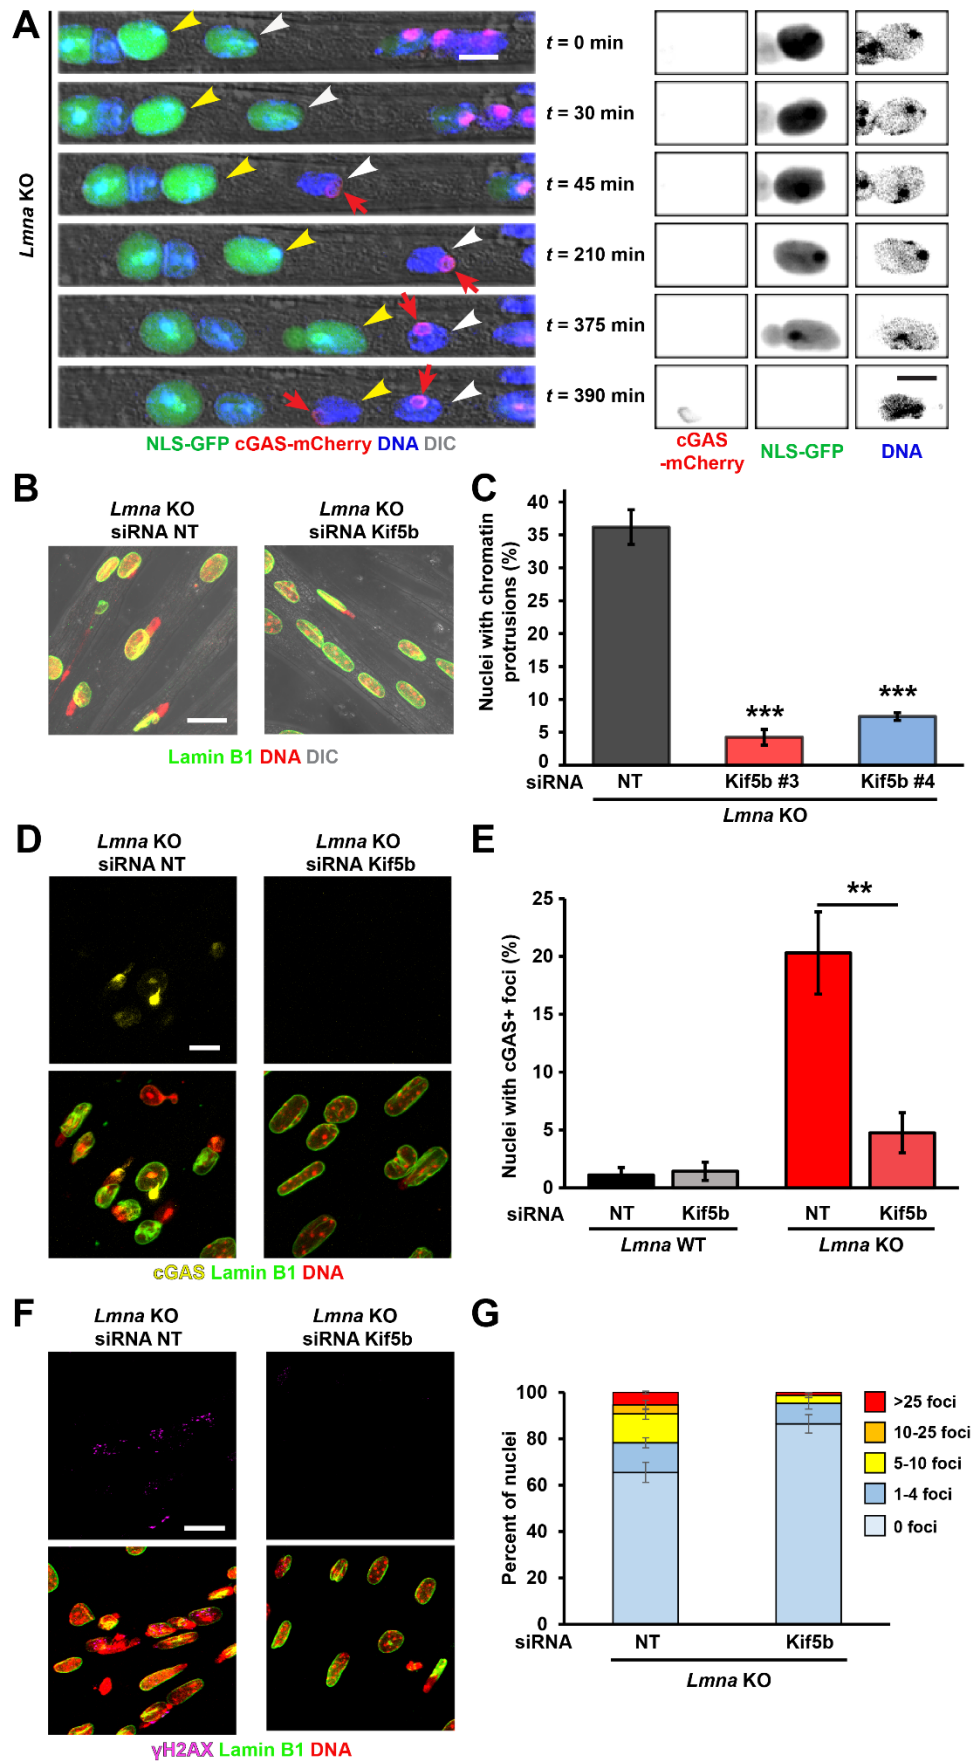 A
Lmna KO
t = 0 min
t = 30 min
t = 45 min
t = 210 min
t = 375 min
t = 390 min
NLS-GFP cGAS-mCherry DNA DIC
cGAS
-mCherry
NLS-GFP
DNA
B
Lmna KO
siRNA NT
Lmna KO
siRNA Kif5b
Lamin B1 DNA DIC
C
Nuclei with chromatin
protrusions (%)
40
35
30
25
20
15
10
5
0
siRNA
NT
Kif5b #3
Kif5b #4
***
***
Lmna KO
D
Lmna KO
siRNA NT
Lmna KO
siRNA Kif5b
cGAS Lamin B1 DNA
E
Nuclei with cGAS+ foci (%)
25
20
15
10
5
0
**
siRNA
NT
Kif5b
NT
Kif5b
Lmna WT
Lmna KO
F
Lmna KO
siRNA NT
Lmna KO
siRNA Kif5b
γH2AX Lamin B1 DNA
G
Percent of nuclei
100
80
60
40
20
0
>25 foci
10-25 foci
5-10 foci
1-4 foci
0 foci
siRNA
NT
Kif5b
Lmna KO